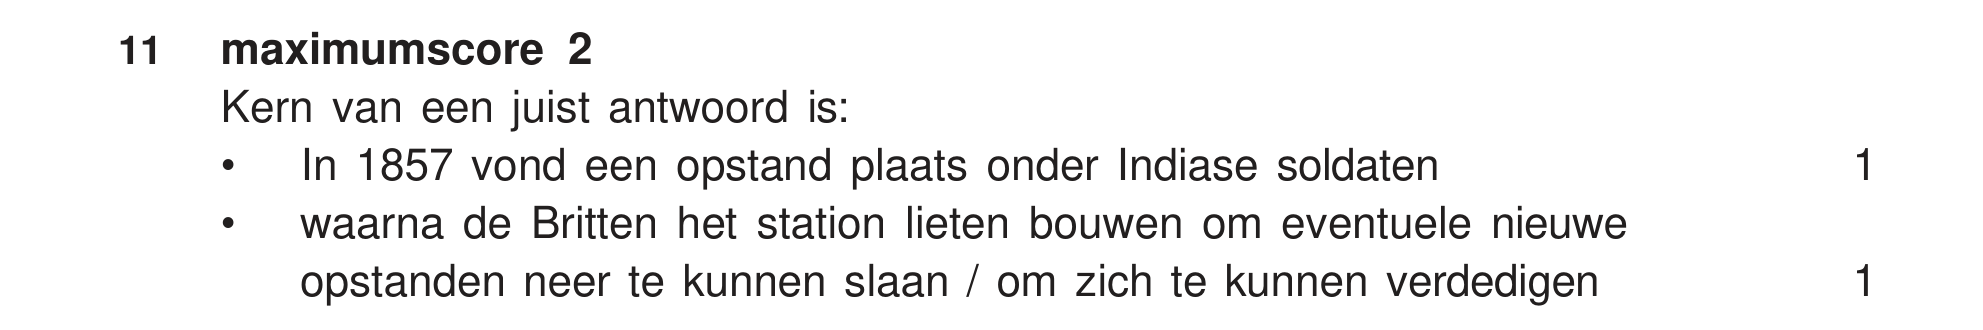 11 maximumscore 2
Kern van een juist antwoord is:
• In 1857 vond een opstand plaats onder Indiase soldaten 1
• waarna de Britten het station lieten bouwen om eventuele nieuwe
opstanden neer te kunnen slaan / om zich te kunnen verdedigen 1